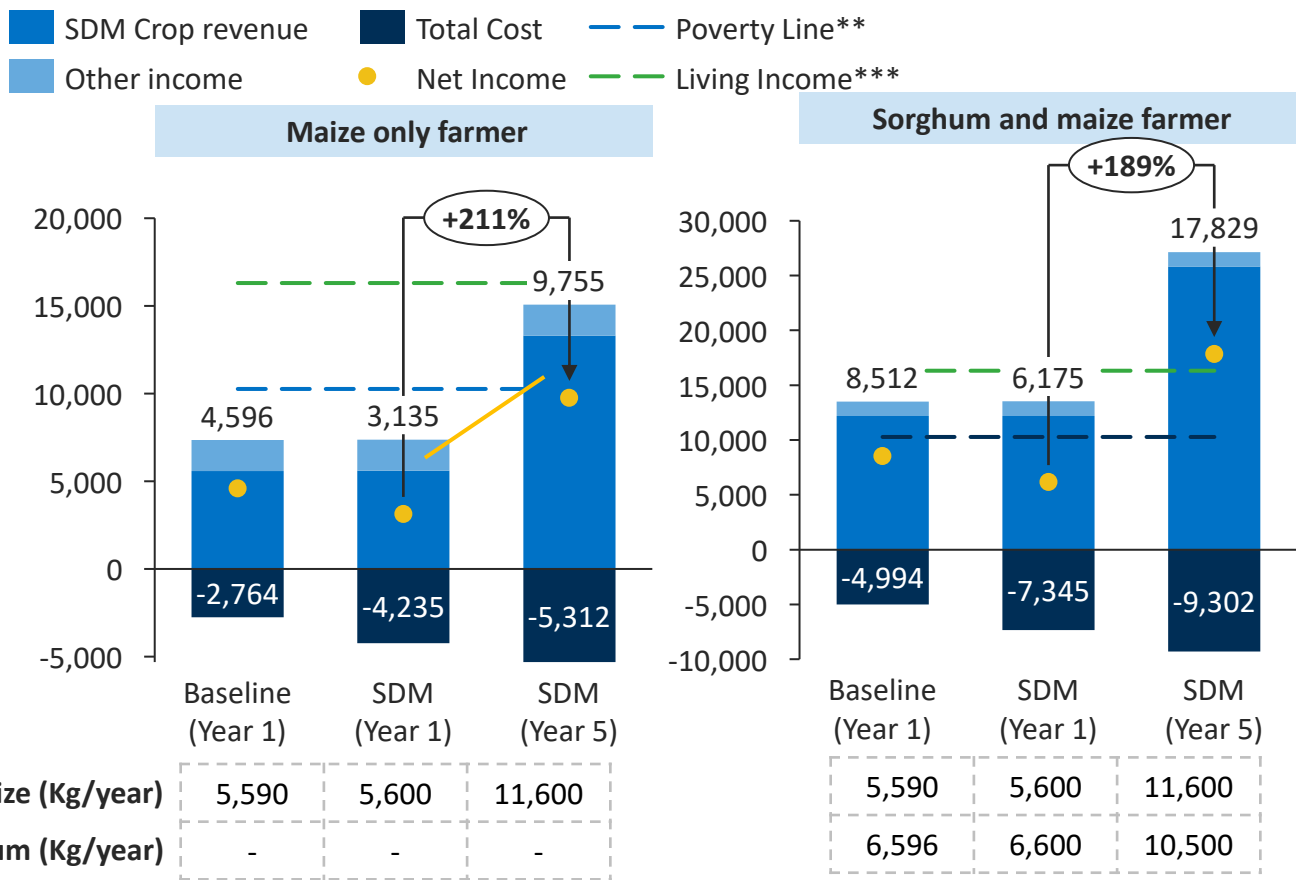 SDM Crop revenue Total Cost Poverty Line**
Other income Net Income Living Income***
Maize only farmer
Sorghum and maize farmer
+211%
+189%
20,000
15,000
10,000
5,000
0
-5,000
4,596
3,135
9,755
-2,764
-4,235
-5,312
30,000
25,000
20,000
15,000
10,000
5,000
0
-5,000
-10,000
8,512
6,175
17,829
-4,994
-7,345
-9,302
Baseline (Year 1)
SDM (Year 1)
SDM (Year 5)
Baseline (Year 1)
SDM (Year 1)
SDM (Year 5)
ize (Kg/year) 5,590 5,600 11,600 5,590 5,600 11,600
um (Kg/year) - - - 6,596 6,600 10,500